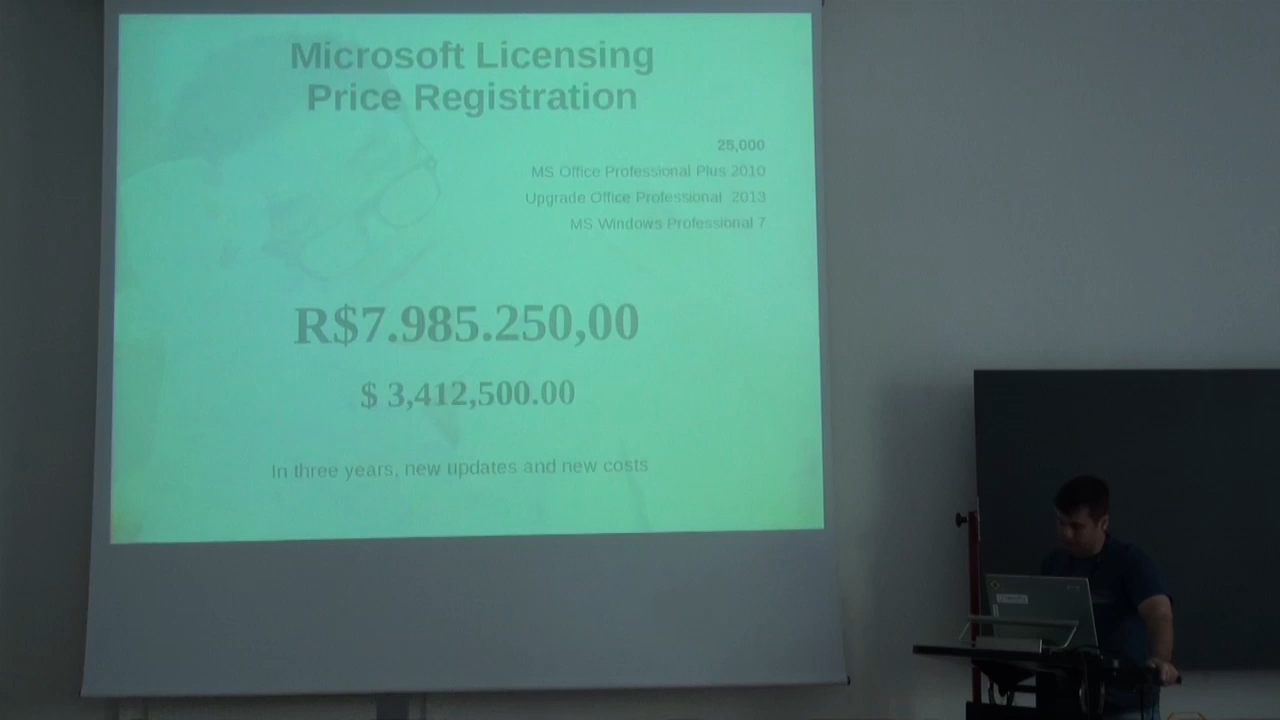 Microsoft Licensing
Price Registration
25,000
MS Office Professional Plus 2010
Upgrade Office Professional 2013
MS Windows Professional 7
R$7.985.250,00
$ 3,412,500.00
In three years, new updates and new costs